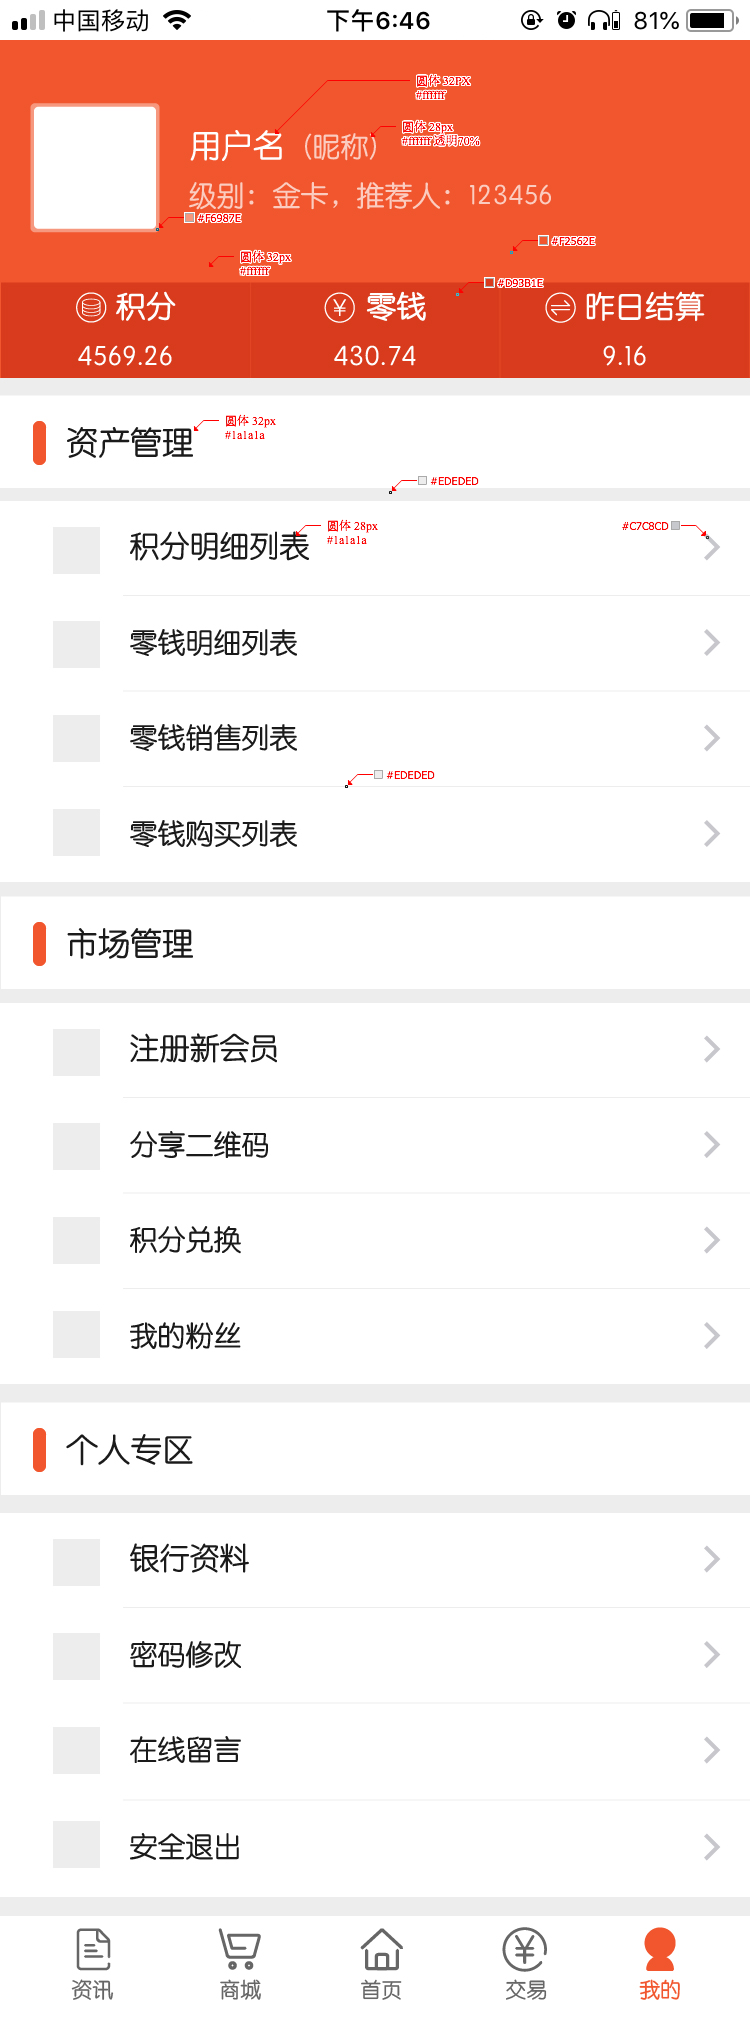 中国移动 下午6:46 81%
圆体 32PX
#ffffff
用户名（昵称）
圆体 28px
#ffffff 透明70%
级别：金卡，推荐人：123456
#F6987E
#F2562E
圆体 32px
#ffffff
#D93B1E
积分 零钱 昨日结算
4569.26 430.74 9.16
资产管理
圆体 32px
#1a1a1a
#EDEDED
积分明细列表
圆体 28px
#1a1a1a
#C7C8CD
零钱明细列表
零钱销售列表
#EDEDED
零钱购买列表
市场管理
注册新会员
分享二维码
积分兑换
我的粉丝
个人专区
银行资料
密码修改
在线留言
安全退出
资讯 商城 首页 交易 我的